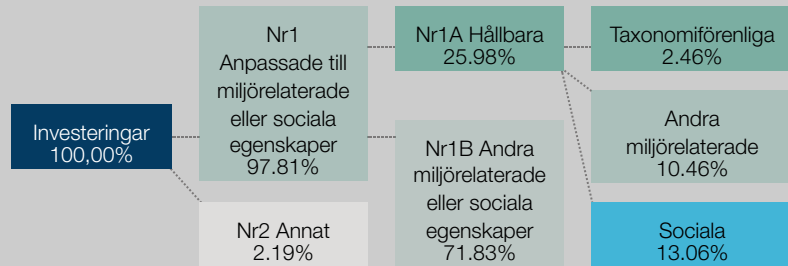 Investeringar
100,00%
Nr1
Anpassade till
miljörelaterade
eller sociala
egenskaper
97.81%
Nr2 Annat
2.19%
Nr1A Hållbara
25.98%
Nr1B Andra
miljörelaterade
eller sociala
egenskaper
71.83%
Taxonomiförenliga
2.46%
Andra
miljörelaterade
10.46%
Sociala
13.06%